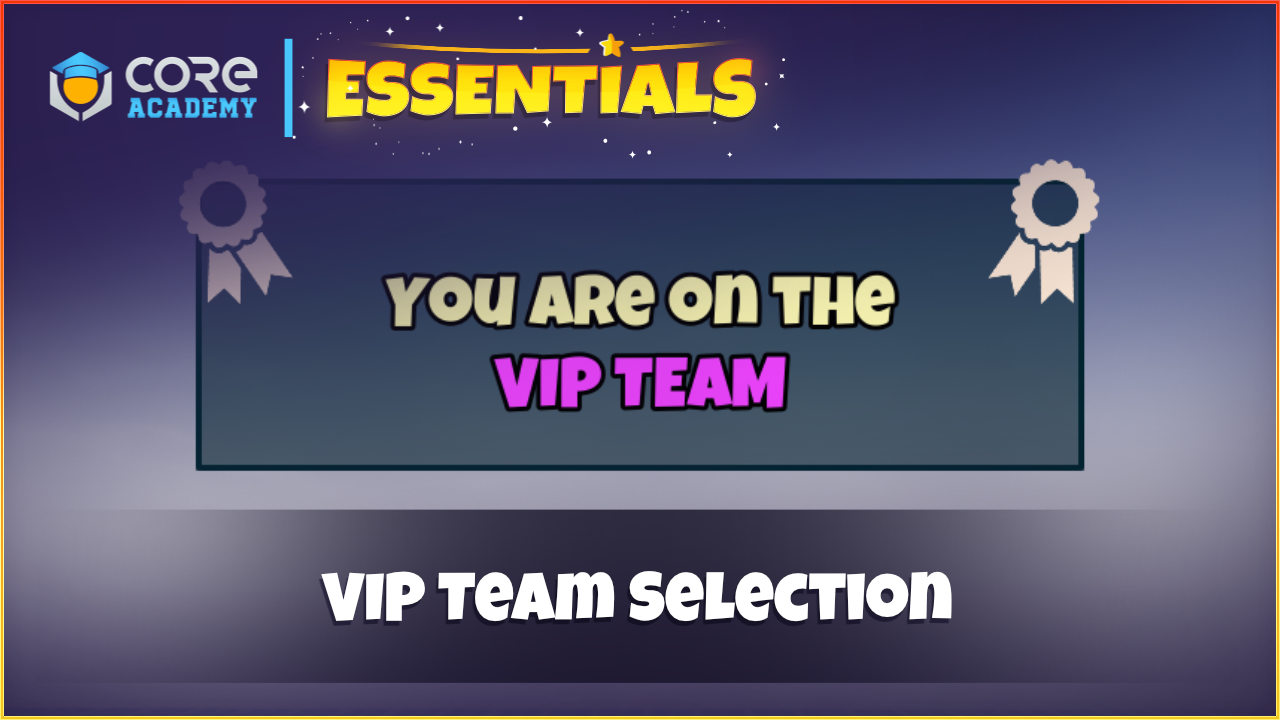 CORE
ACADEMY
ESSENTIALS
YOU ARE ON THE
VIP TEAM
VIP TEAM SELECTION